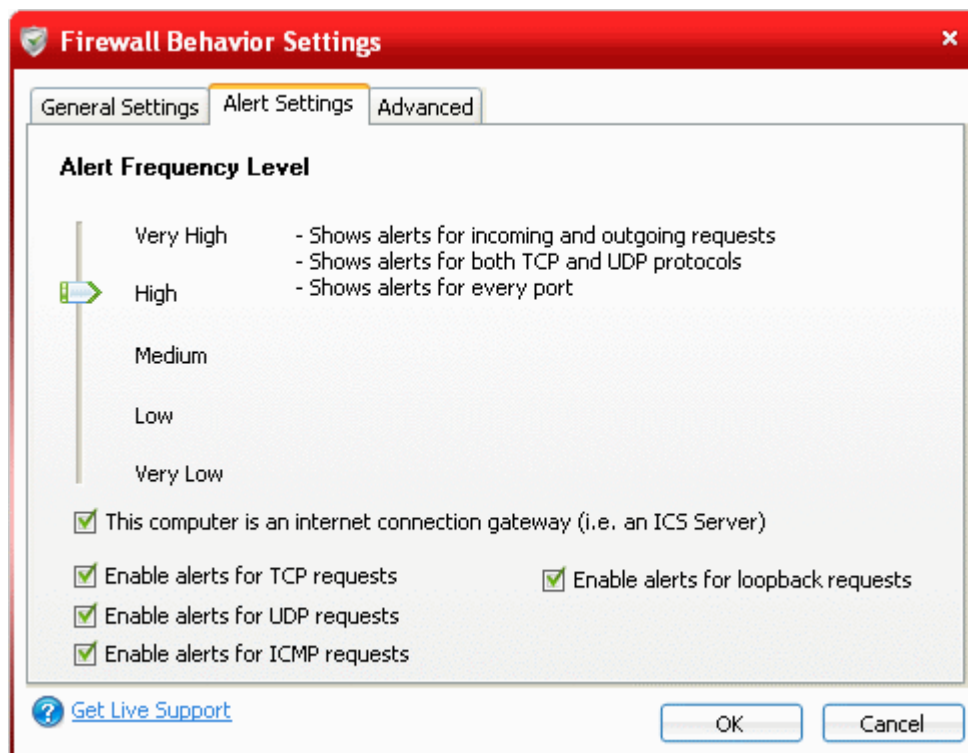 Firewall Behavior Settings
General Settings
Alert Settings
Advanced
Alert Frequency Level
Very High
- Shows alerts for incoming and outgoing requests
- Shows alerts for both TCP and UDP protocols
High
- Shows alerts for every port
Medium
Low
Very Low
This computer is an internet connection gateway (i.e. an ICS Server)
Enable alerts for TCP requests
Enable alerts for loopback requests
Enable alerts for UDP requests
Enable alerts for ICMP requests
Get Live Support
OK
Cancel